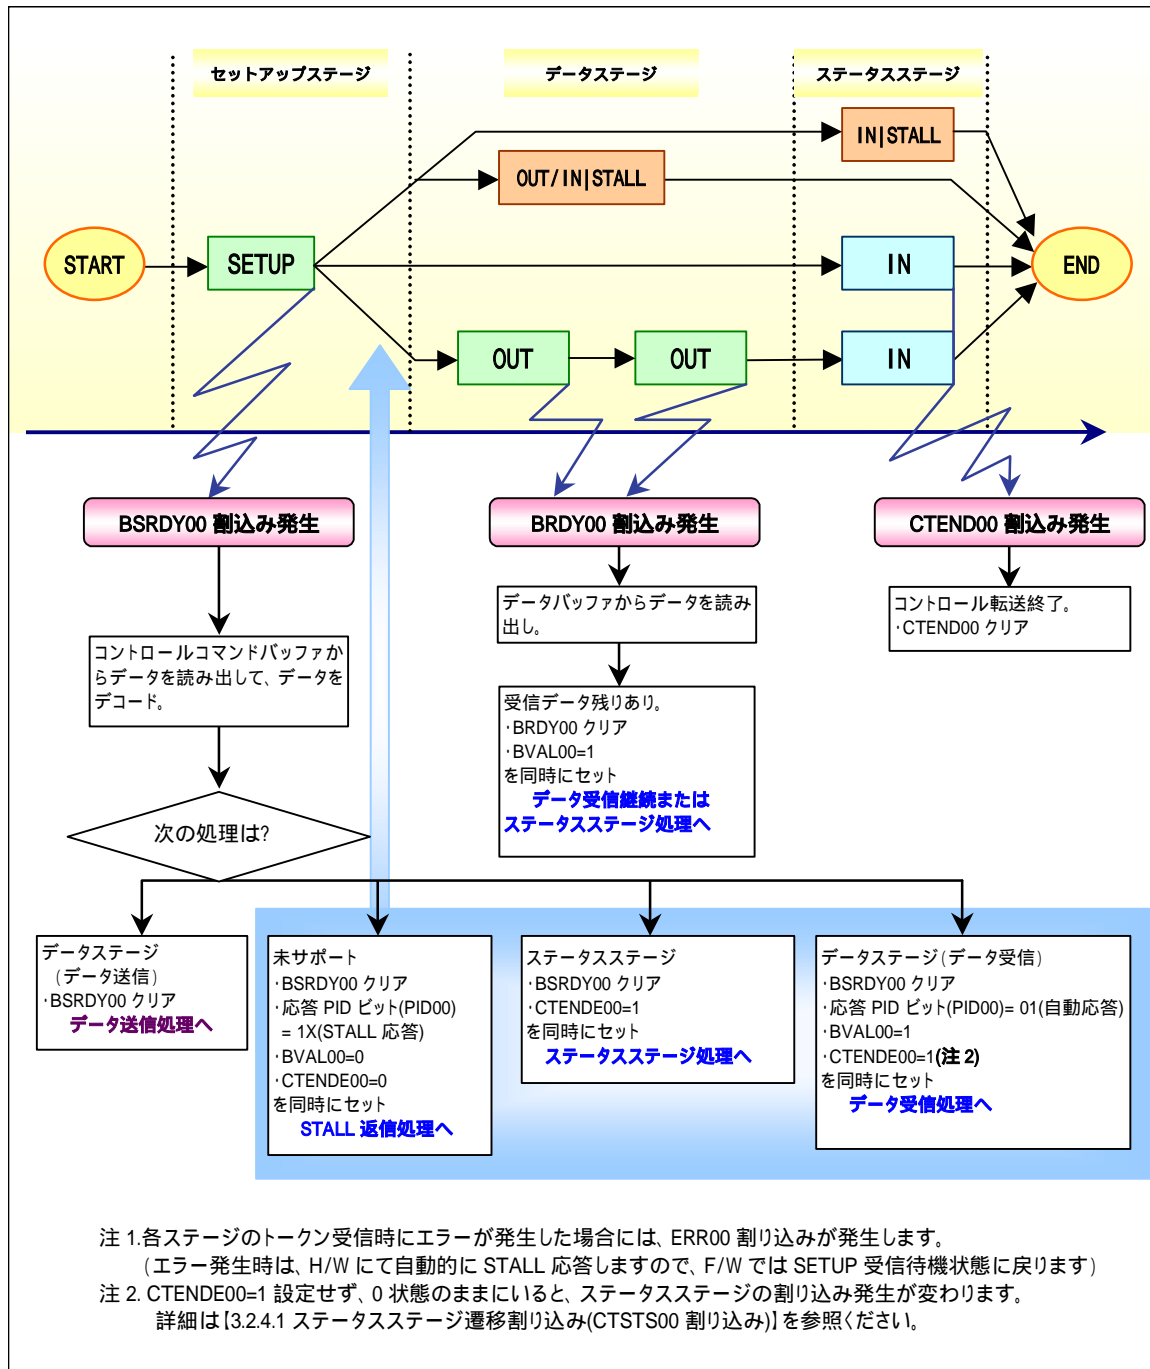 セットアップステージ
データステージ
ステータスステージ
IN|STALL
OUT/IN|STALL
START
SETUP
IN
END
OUT
OUT
IN
BSRDY00 割込み発生
BRDY00 割込み発生
CTEND00 割込み発生
コントロールコマンドバッファか
らデータを読み出して、データを
デコード。
データバッファからデータを読み
出し。
コントロール転送終了。
・CTEND00 クリア
受信データ残りあり。
・BRDY00 クリア
・BVAL00=1
を同時にセット
データ受信継続または
ステータスステージ処理へ
次の処理は?
データステージ
(データ送信)
・BSRDY00 クリア
データ送信処理へ
未サポート
・BSRDY00 クリア
・応答 PID ビット(PID00)
= 1X(STALL 応答)
・BVAL00=0
・CTENDE00=0
を同時にセット
STALL 返信処理へ
ステータスステージ
・BSRDY00 クリア
・CTENDE00=1
を同時にセット
ステータスステージ処理へ
データステージ(データ受信)
・BSRDY00 クリア
・応答 PID ビット(PID00)= 01(自動応答)
・BVAL00=1
・CTENDE00=1(注 2)
を同時にセット
データ受信処理へ
注 1.各ステージのトークン受信時にエラーが発生した場合には、ERR00 割り込みが発生します。
(エラー発生時は、H/W にて自動的に STALL 応答しますので、F/W では SETUP 受信待機状態に戻ります)
注 2. CTENDE00=1 設定せず、0 状態のままにいると、ステータスステージの割り込み発生が変わります。
詳細は【3.2.4.1 ステータスステージ遷移割り込み(CTSTS00 割り込み)】を参照ください。